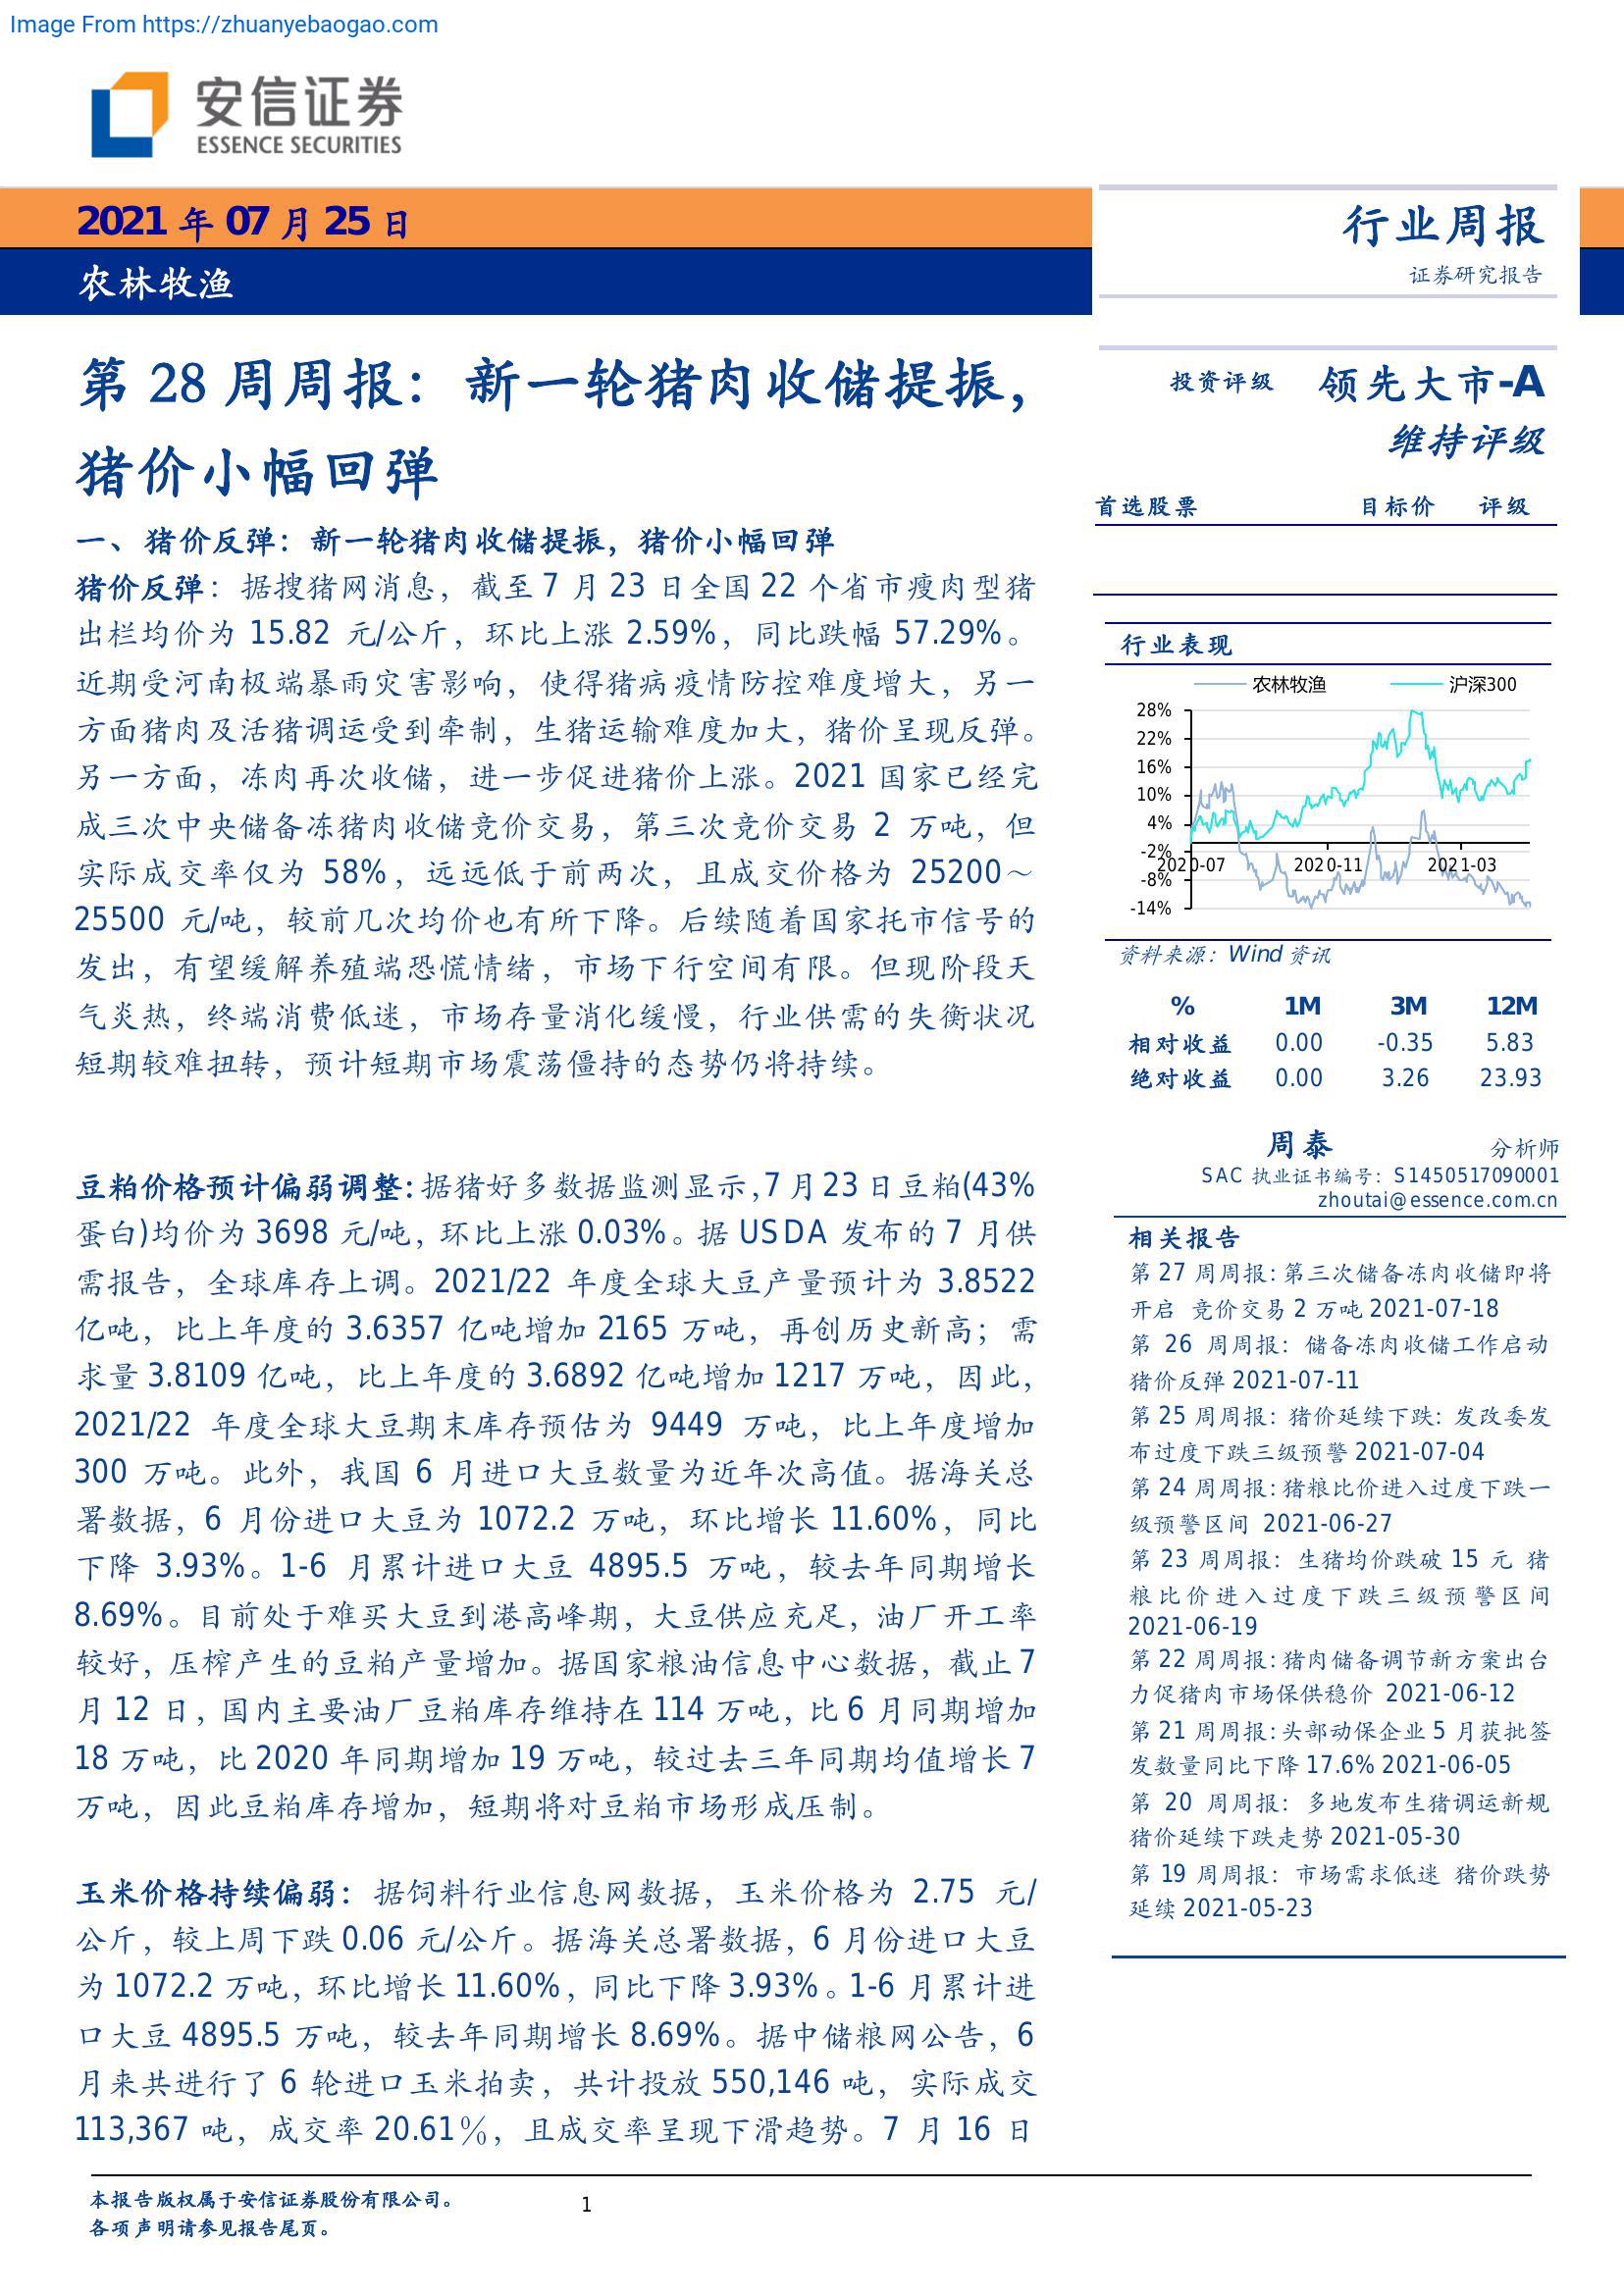 Image From https://zhuanyebaogao.com
安信证券
ESSENCE SECURITIES
2021 年 07 月 25 日
农林牧渔
行业周报
证券研究报告
第 28 周周报：新一轮猪肉收储提振，
猪价小幅回弹
一、猪价反弹：新一轮猪肉收储提振，猪价小幅回弹
猪价反弹：据搜猪网消息，截至 7 月 23 日全国 22 个省市瘦肉型猪
出栏均价为 15.82 元/公斤，环比上涨 2.59%，同比跌幅 57.29%。
近期受河南极端暴雨灾害影响，使得猪病疫情防控难度增大，另一
方面猪肉及活猪调运受到牵制，生猪运输难度加大，猪价呈现反弹。
另一方面，冻肉再次收储，进一步促进猪价上涨。2021 国家已经完
成三次中央储备冻猪肉收储竞价交易，第三次竞价交易 2 万吨，但
实际成交率仅为 58%，远远低于前两次，且成交价格为 25200～
25500 元/吨，较前几次均价也有所下降。后续随着国家托市信号的
发出，有望缓解养殖端恐慌情绪，市场下行空间有限。但现阶段天
气炎热，终端消费低迷，市场存量消化缓慢，行业供需的失衡状况
短期较难扭转，预计短期市场震荡僵持的态势仍将持续。
豆粕价格预计偏弱调整:据猪好多数据监测显示,7 月 23 日豆粕(43%
蛋白)均价为 3698 元/吨，环比上涨 0.03%。据 USDA 发布的 7 月供
需报告，全球库存上调。2021/22 年度全球大豆产量预计为 3.8522
亿吨，比上年度的 3.6357 亿吨增加 2165 万吨，再创历史新高；需
求量 3.8109 亿吨，比上年度的 3.6892 亿吨增加 1217 万吨，因此，
2021/22 年度全球大豆期末库存预估为 9449 万吨，比上年度增加
300 万吨。此外，我国 6 月进口大豆数量为近年次高值。据海关总
署数据，6 月份进口大豆为 1072.2 万吨，环比增长 11.60%，同比
下降 3.93%。1-6 月累计进口大豆 4895.5 万吨，较去年同期增长
8.69%。目前处于难买大豆到港高峰期，大豆供应充足，油厂开工率
较好，压榨产生的豆粕产量增加。据国家粮油信息中心数据，截止 7
月 12 日，国内主要油厂豆粕库存维持在 114 万吨，比 6 月同期增加
18 万吨，比 2020 年同期增加 19 万吨，较过去三年同期均值增长 7
万吨，因此豆粕库存增加，短期将对豆粕市场形成压制。
玉米价格持续偏弱：据饲料行业信息网数据，玉米价格为 2.75 元/
公斤，较上周下跌 0.06 元/公斤。据海关总署数据，6 月份进口大豆
为 1072.2 万吨，环比增长 11.60%，同比下降 3.93%。1-6 月累计进
口大豆 4895.5 万吨，较去年同期增长 8.69%。据中储粮网公告，6
月来共进行了 6 轮进口玉米拍卖，共计投放 550,146 吨，实际成交
113,367 吨，成交率 20.61%，且成交率呈现下滑趋势。7 月 16 日
投资评级 领先大市-A
维持评级
首选股票 目标价 评级
行业表现
农林牧渔 沪深300
28%
22%
16%
10%
4%
-2%
-8%
-14%
2020-07 2020-11 2021-03
资料来源：Wind 资讯
% 1M 3M 12M
相对收益 0.00 -0.35 5.83
绝对收益 0.00 3.26 23.93
周泰 分析师
SAC 执业证书编号：S1450517090001
zhoutai@essence.com.cn
相关报告
第 27 周周报:第三次储备冻肉收储即将
开启 竞价交易 2 万吨 2021-07-18
第 26 周周报：储备冻肉收储工作启动
猪价反弹 2021-07-11
第 25 周周报：猪价延续下跌：发改委发
布过度下跌三级预警 2021-07-04
第 24 周周报:猪粮比价进入过度下跌一
级预警区间 2021-06-27
第 23 周周报：生猪均价跌破 15 元 猪
粮比价进入过度下跌三级预警区间
2021-06-19
第 22 周周报:猪肉储备调节新方案出台
力促猪肉市场保供稳价 2021-06-12
第 21 周周报:头部动保企业 5 月获批签
发数量同比下降 17.6% 2021-06-05
第 20 周周报：多地发布生猪调运新规
猪价延续下跌走势 2021-05-30
第 19 周周报：市场需求低迷 猪价跌势
延续 2021-05-23
本报告版权属于安信证券股份有限公司。
各项声明请参见报告尾页。
1